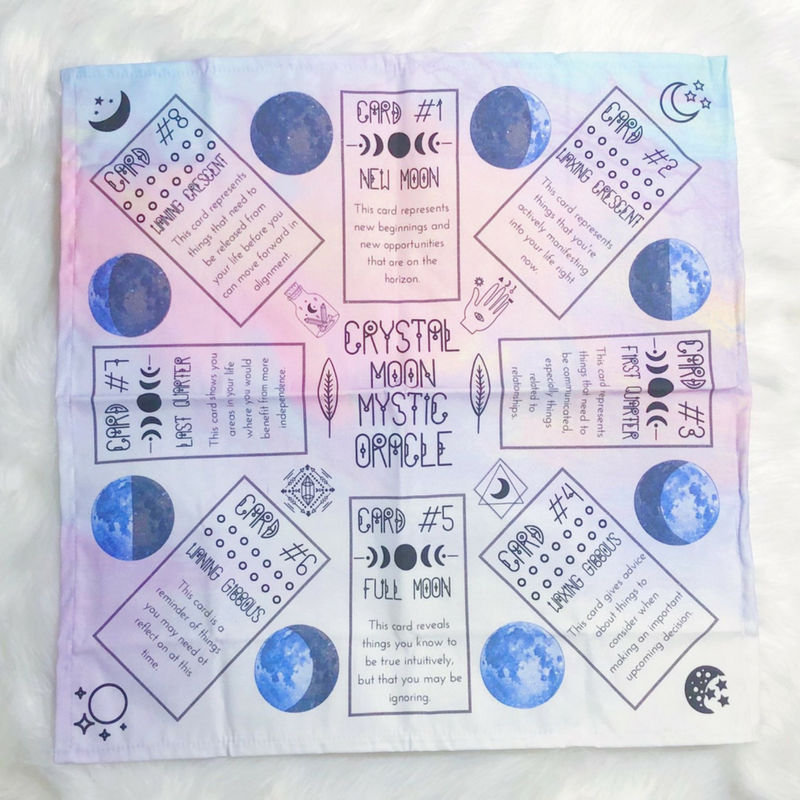 CARD #1
NEW MOON
This card represents
new beginnings and
new opportunities
that are on the
horizon.
CARD #2
WAXING CRESCENT
This card represents
things that you're
actively manifesting
into your life right
now.
CARD #3
FIRST QUARTER
This card represents
things that need to
be communicated,
especially things
related to
relationships.
CARD #4
WAXING GIBBOUS
This card gives advice
about things to
consider when
making an important
upcoming decision.
CARD #5
FULL MOON
This card reveals
things you know to
be true intuitively,
but that you may be
ignoring.
CARD #6
WANING GIBBOUS
This card is a
reminder of things
you may need ot
reflect on at this
time.
CARD #7
LAST QUARTER
This card shows you
areas in your life
where you would
benefit from more
independence.
CARD #8
WANING CRESCENT
This card represents
things that need to
be released from
your life before you
can move forward in
alignment.
CRYSTAL
MOON
MYSTIC
ORACLE